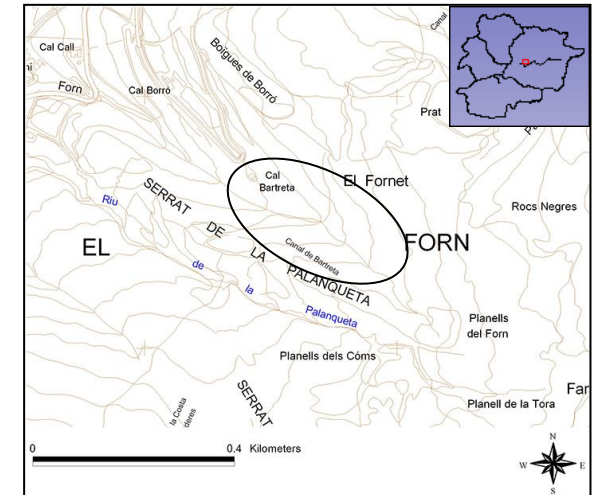 Canal
Cal Call
ni
Forn
Cal Borró
Boïgues de Borró
Prat
Cal
Bartreta
EL Fornet
Rocs Negres
Riu
SERRAT
DE
LA
PALANQUETA
EL
FORN
Canal de Bartreta
de
la
Palanqueta
Planells
del Forn
Planells dels Cóms
SERRAT
la Costa
deres
Planell de la Tora
Far
0 0.4 Kilometers
N
W E
S